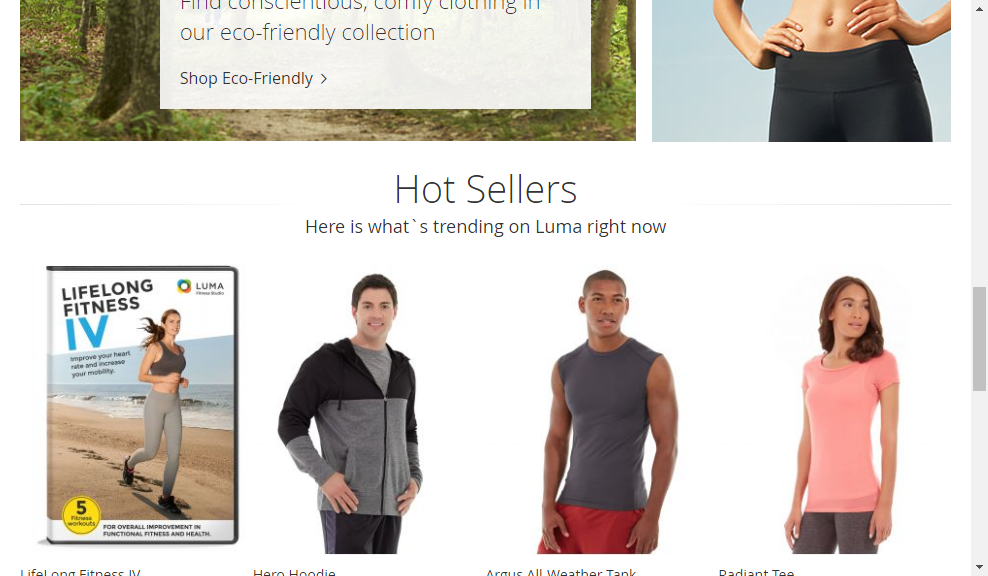 Find conscientious, comfy clothing in
our eco-friendly collection
Shop Eco-Friendly
Hot Sellers
Here is what`s trending on Luma right now
LIFELONG
FITNESS
IV
LUMA
Fitness Studio
Improve your heart
rate and increase
your mobility.
5
Fitness
workouts
FOR OVERALL IMPROVEMENT IN
FUNCTIONAL FITNESS AND HEALTH.
LifeLong Fitness IV
Hero Hoodie
Argus All-Weather Tank
Radiant Tee